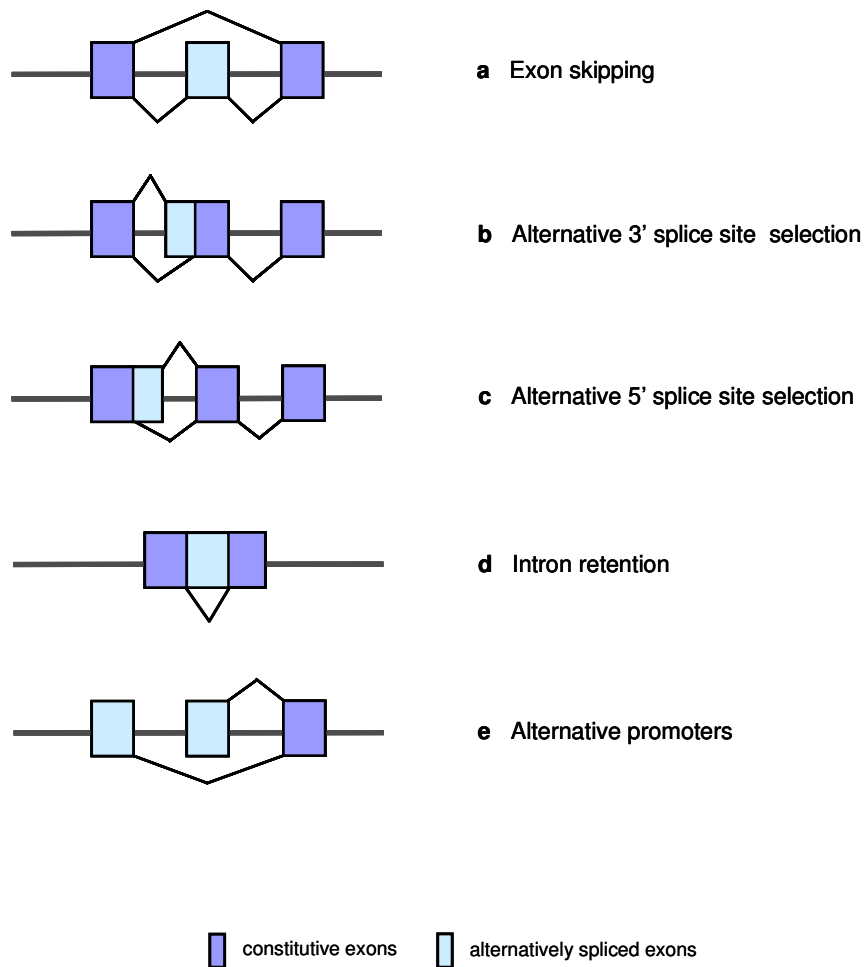 a Exon skipping
b Alternative 3’ splice site selection
c Alternative 5’ splice site selection
d Intron retention
e Alternative promoters
constitutive exons alternatively spliced exons